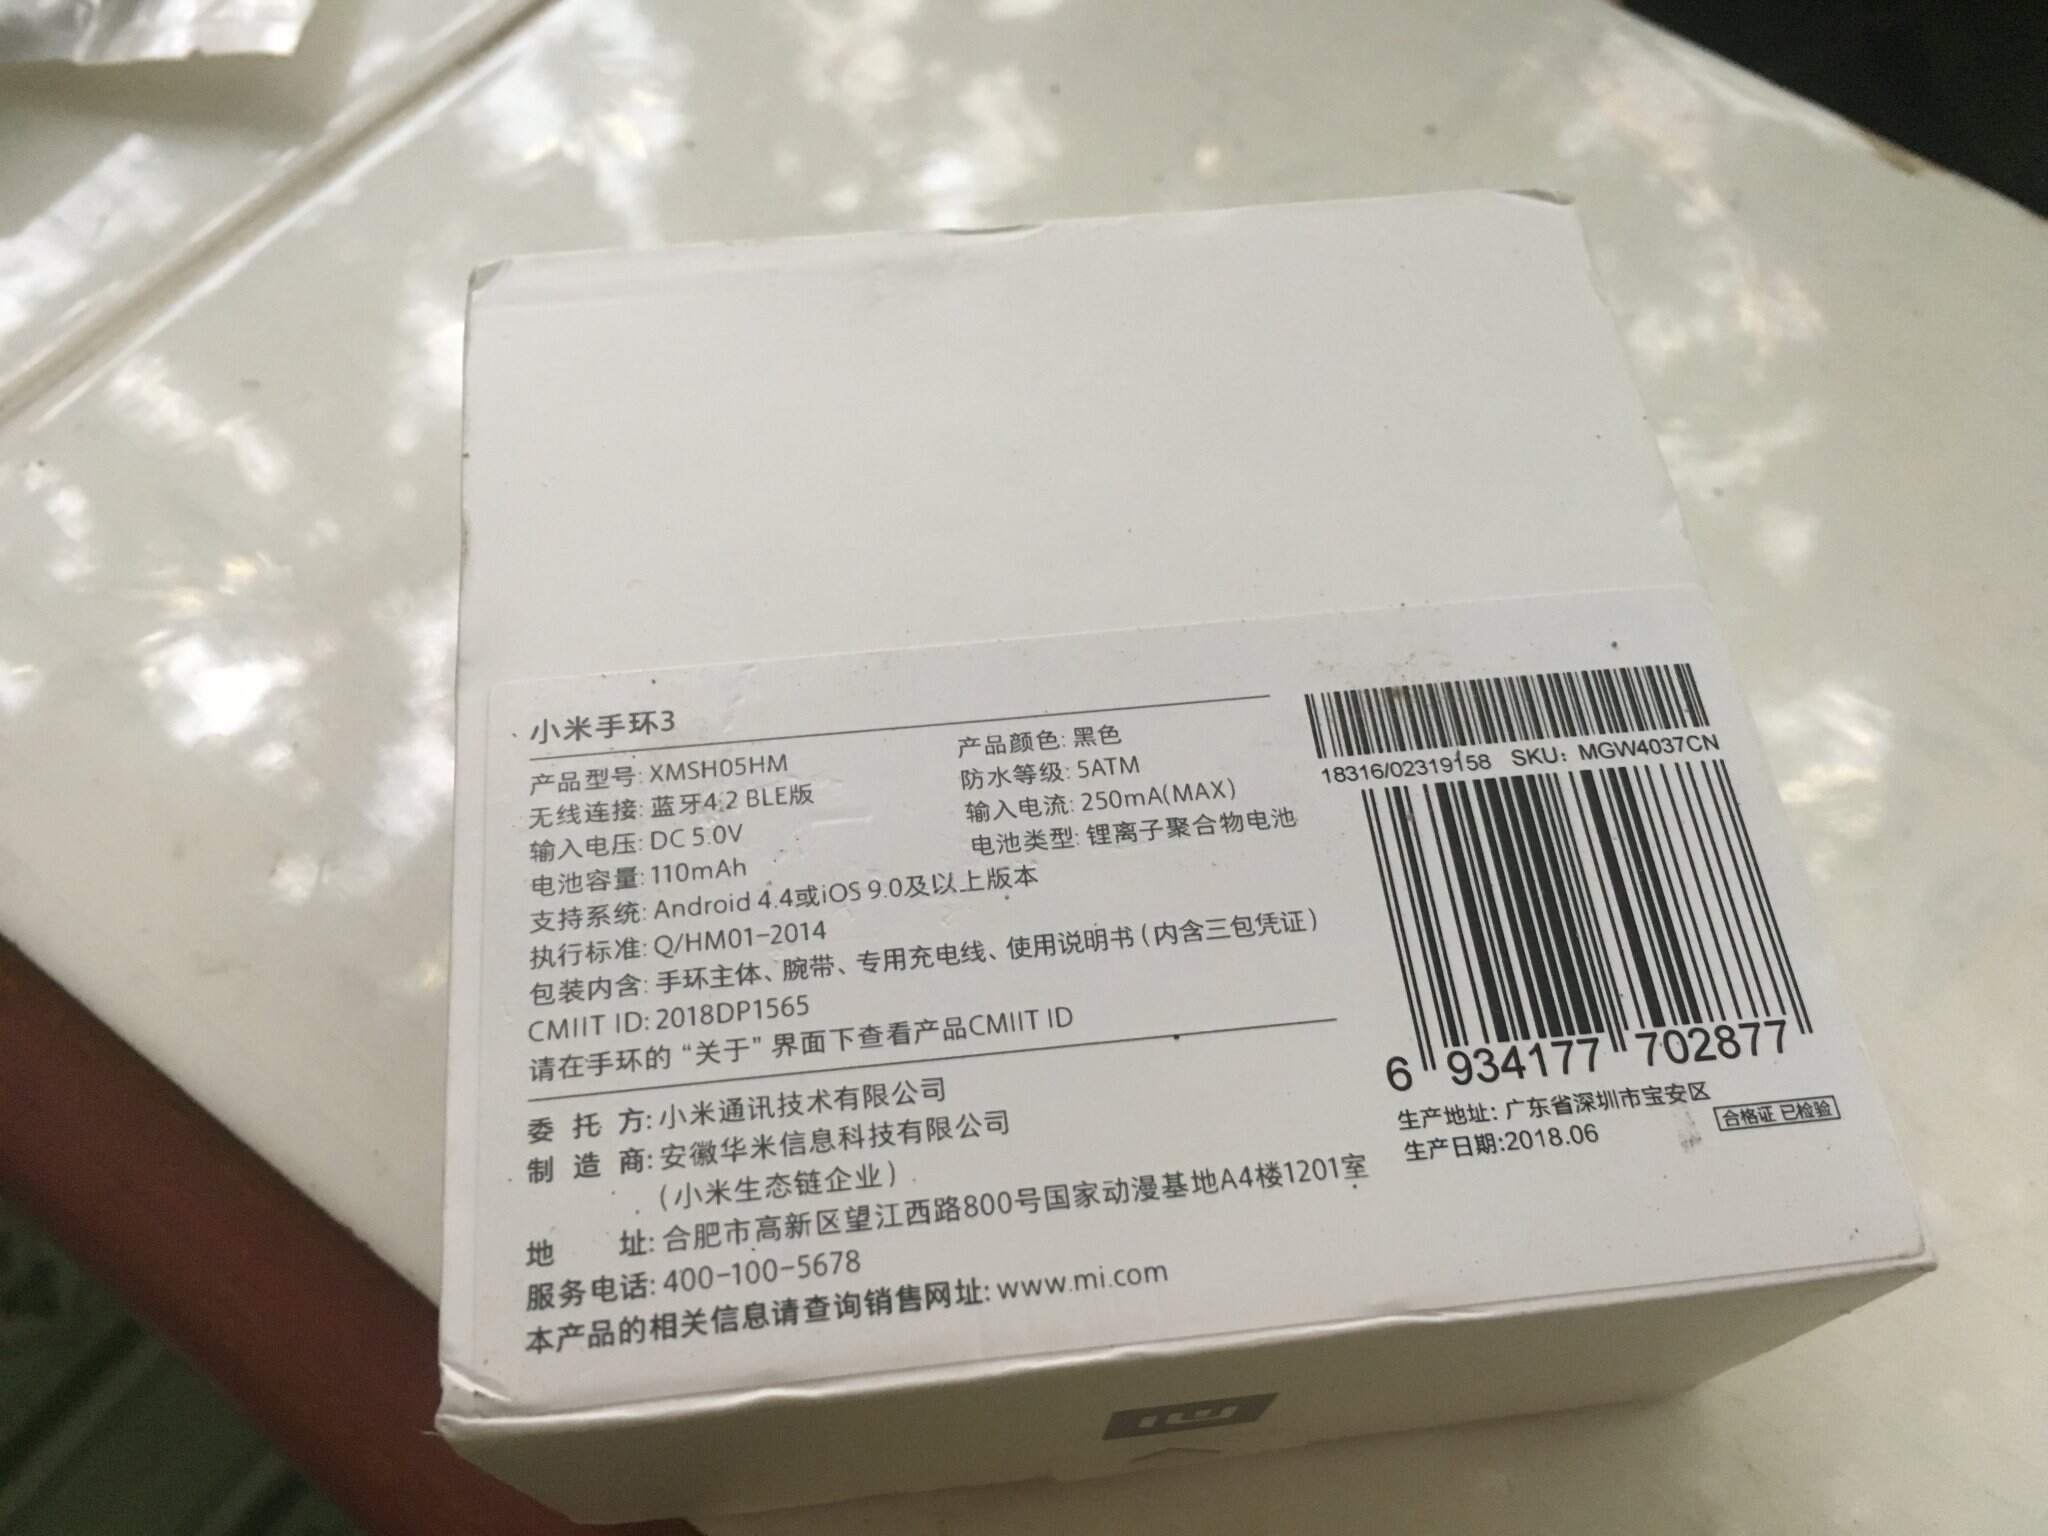 小米手环3
产品型号: XMSH05HM
产品颜色: 黑色
无线连接: 蓝牙4.2 BLE版
防水等级: 5ATM
输入电压: DC 5.0V
输入电流: 250mA(MAX)
电池容量: 110mAh
电池类型: 锂离子聚合物电池
支持系统: Android 4.4或iOS 9.0及以上版本
执行标准: Q/HM01-2014
包装内含: 手环主体、腕带、专用充电线、使用说明书(内含三包凭证)
CMIIT ID: 2018DP1565
请在手环的“关于”界面下查看产品CMIIT ID
委托方: 小米通讯技术有限公司
制造商: 安徽华米信息科技有限公司
(小米生态链企业)
地址: 合肥市高新区望江西路800号国家动漫基地A4楼1201室
服务电话: 400-100-5678
本产品的相关信息请查询销售网址: www.mi.com
18316/02319158 SKU: MGW4037CN
6 934177 702877
生产地址: 广东省深圳市宝安区
生产日期:2018.06
合格证 已检验
mi